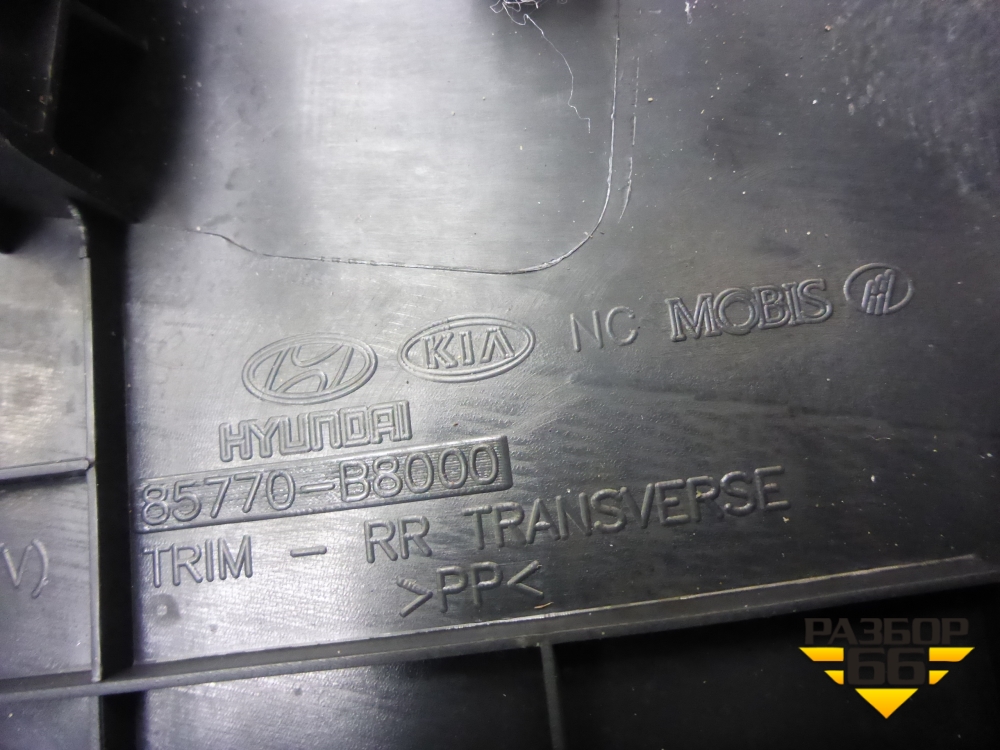 KIA NC MOBIS
HYUNDAI
85770-B8000
TRIM - RR TRANSVERSE
>PP<
V)
РАЗБОР
66